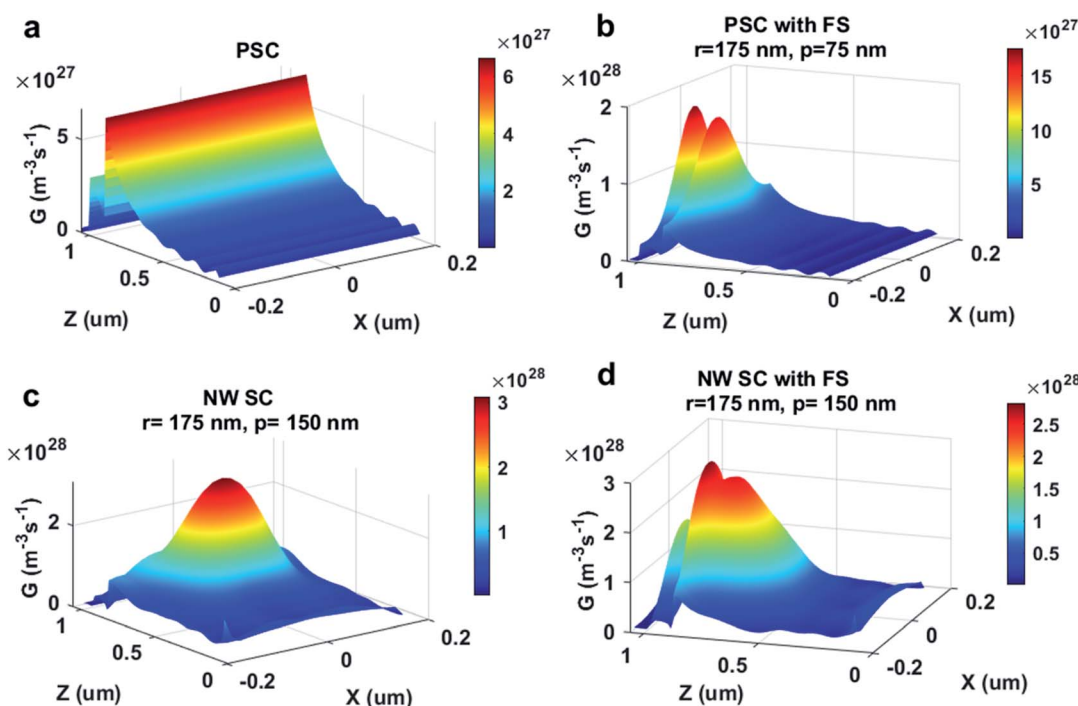 a
PSC
×10^27
×10^27
6
4
2
5
0
G (m^-3s^-1)
1
0.5
0
Z (um)
-0.2
0
0.2
X (um)
b
PSC with FS
r=175 nm, p=75 nm
×10^27
×10^28
15
10
5
2
1
0
G (m^-3s^-1)
1
0.5
0
Z (um)
-0.2
0
0.2
X (um)
c
NW SC
r= 175 nm, p= 150 nm
×10^28
×10^28
3
2
1
2
0
G (m^-3s^-1)
1
0.5
0
Z (um)
-0.2
0
0.2
X (um)
d
NW SC with FS
r=175 nm, p= 150 nm
×10^28
×10^28
2.5
2
1.5
1
0.5
3
2
1
0
G (m^-3s^-1)
1
0.5
0
Z (um)
-0.2
0
0.2
X (um)